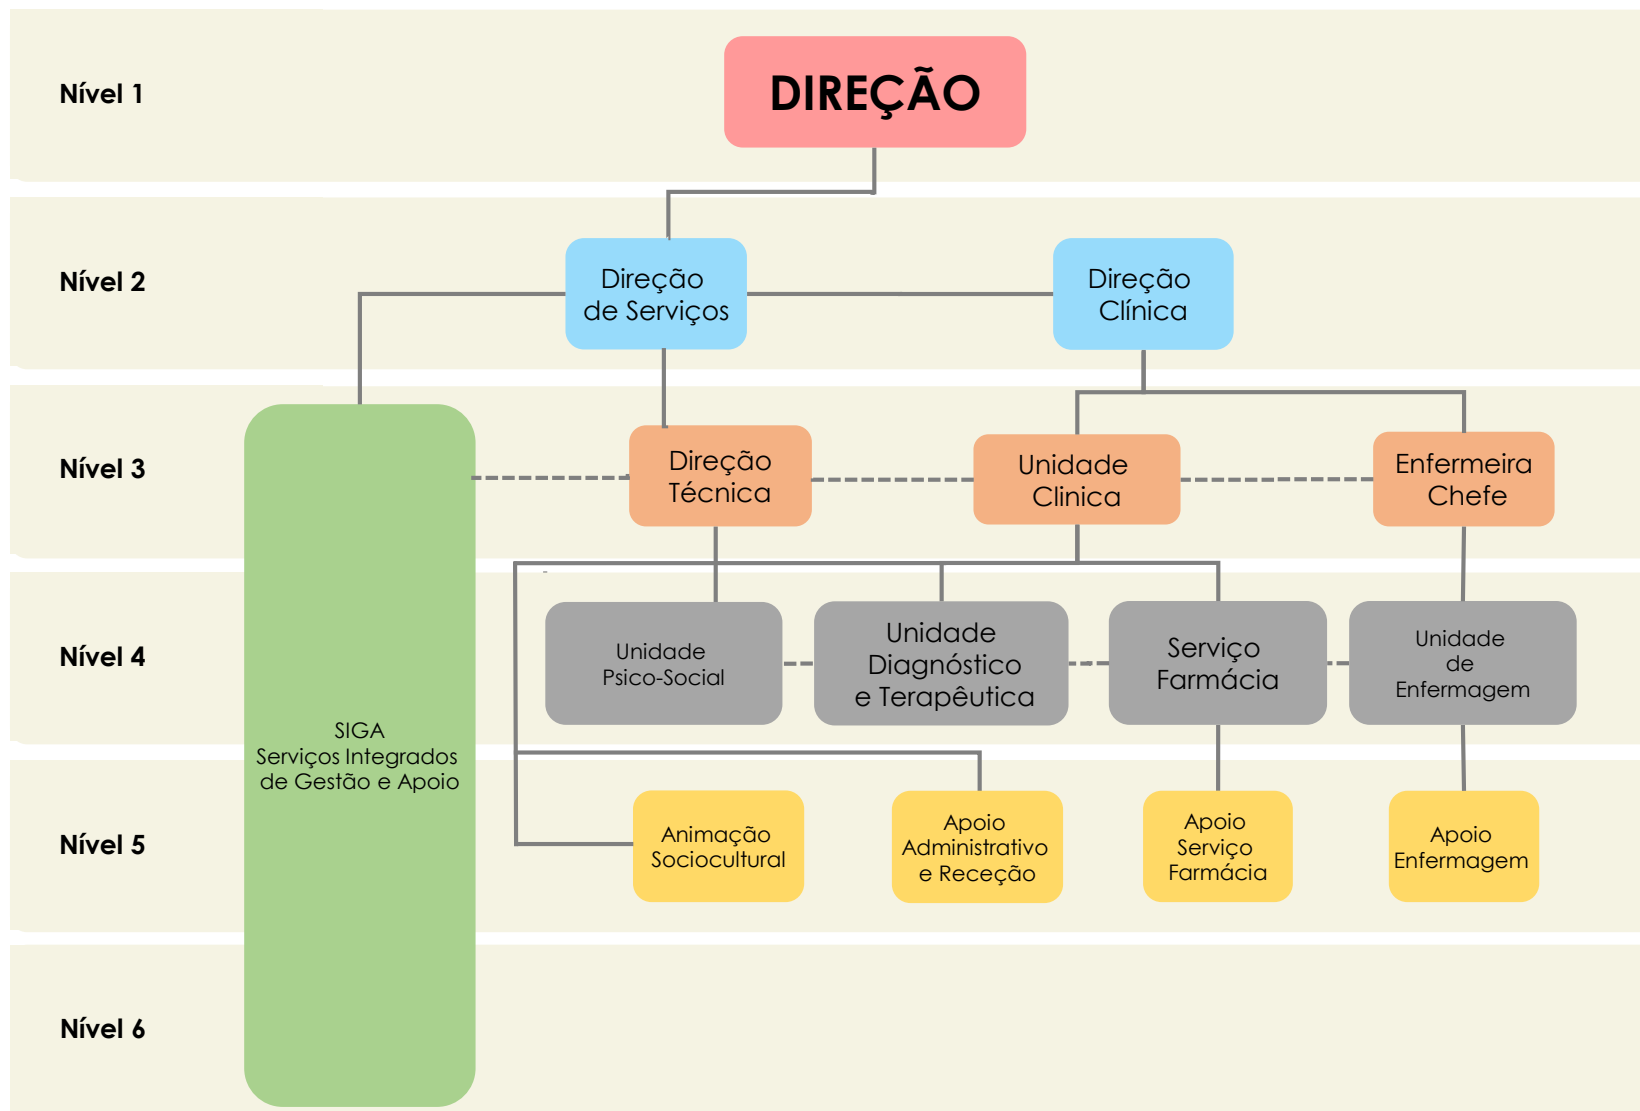 Nível 1
DIREÇÃO
Nível 2
Direção
de Serviços
Direção
Clínica
Nível 3
Direção
Técnica
Unidade
Clinica
Enfermeira
Chefe
Nível 4
Unidade
Psico-Social
Unidade
Diagnóstico
e Terapêutica
Serviço
Farmácia
Unidade
de
Enfermagem
SIGA
Serviços Integrados
de Gestão e Apoio
Nível 5
Animação
Sociocultural
Apoio
Administrativo
e Receção
Apoio
Serviço
Farmácia
Apoio
Enfermagem
Nível 6